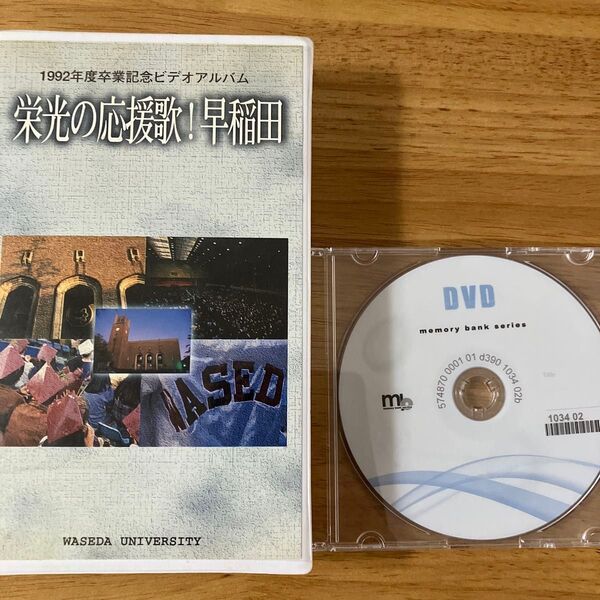 1992年度卒業記念ビデオアルバム
栄光の応援歌！早稲田
WASED
WASEDA UNIVERSITY
DVD
memory bank series
mb
574870 0001 01 d390 1034 02b
1034 02